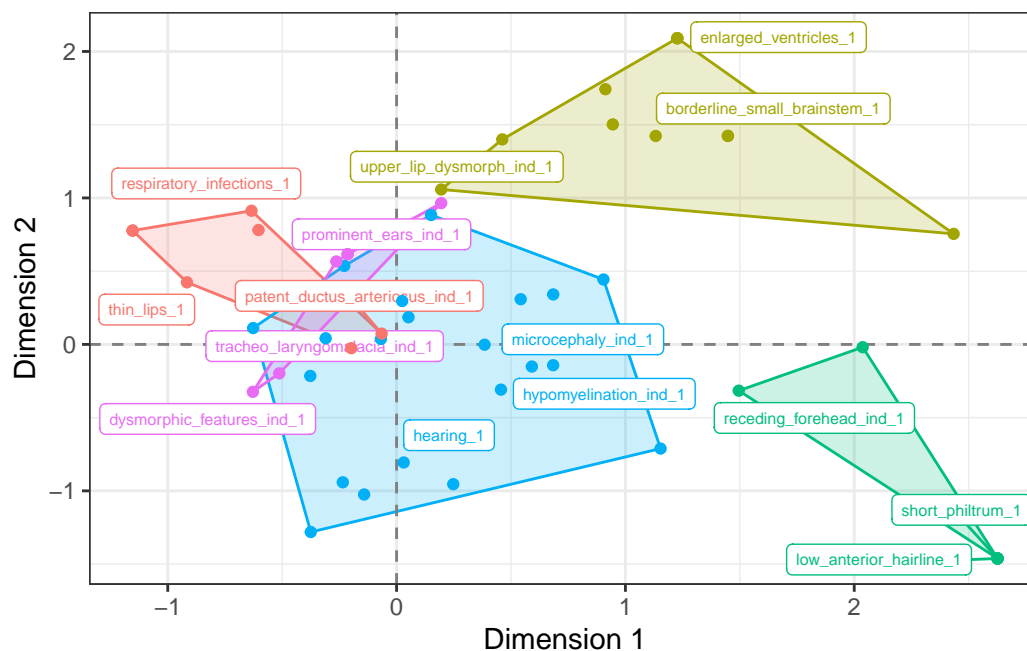 enlarged_ventricles_1
borderline_small_brainstem_1
upper_lip_dysmorph_ind_1
respiratory_infections_1
prominent_ears_ind_1
patent_ductus_arteriosus_ind_1
thin_lips_1
tracheo_laryngomalacia_ind_1
microcephaly_ind_1
hypomyelination_ind_1
dysmorphic_features_ind_1
receding_forehead_ind_1
hearing_1
short_philtrum_1
low_anterior_hairline_1
2
1
0
−1
Dimension 2
−1 0 1 2
Dimension 1